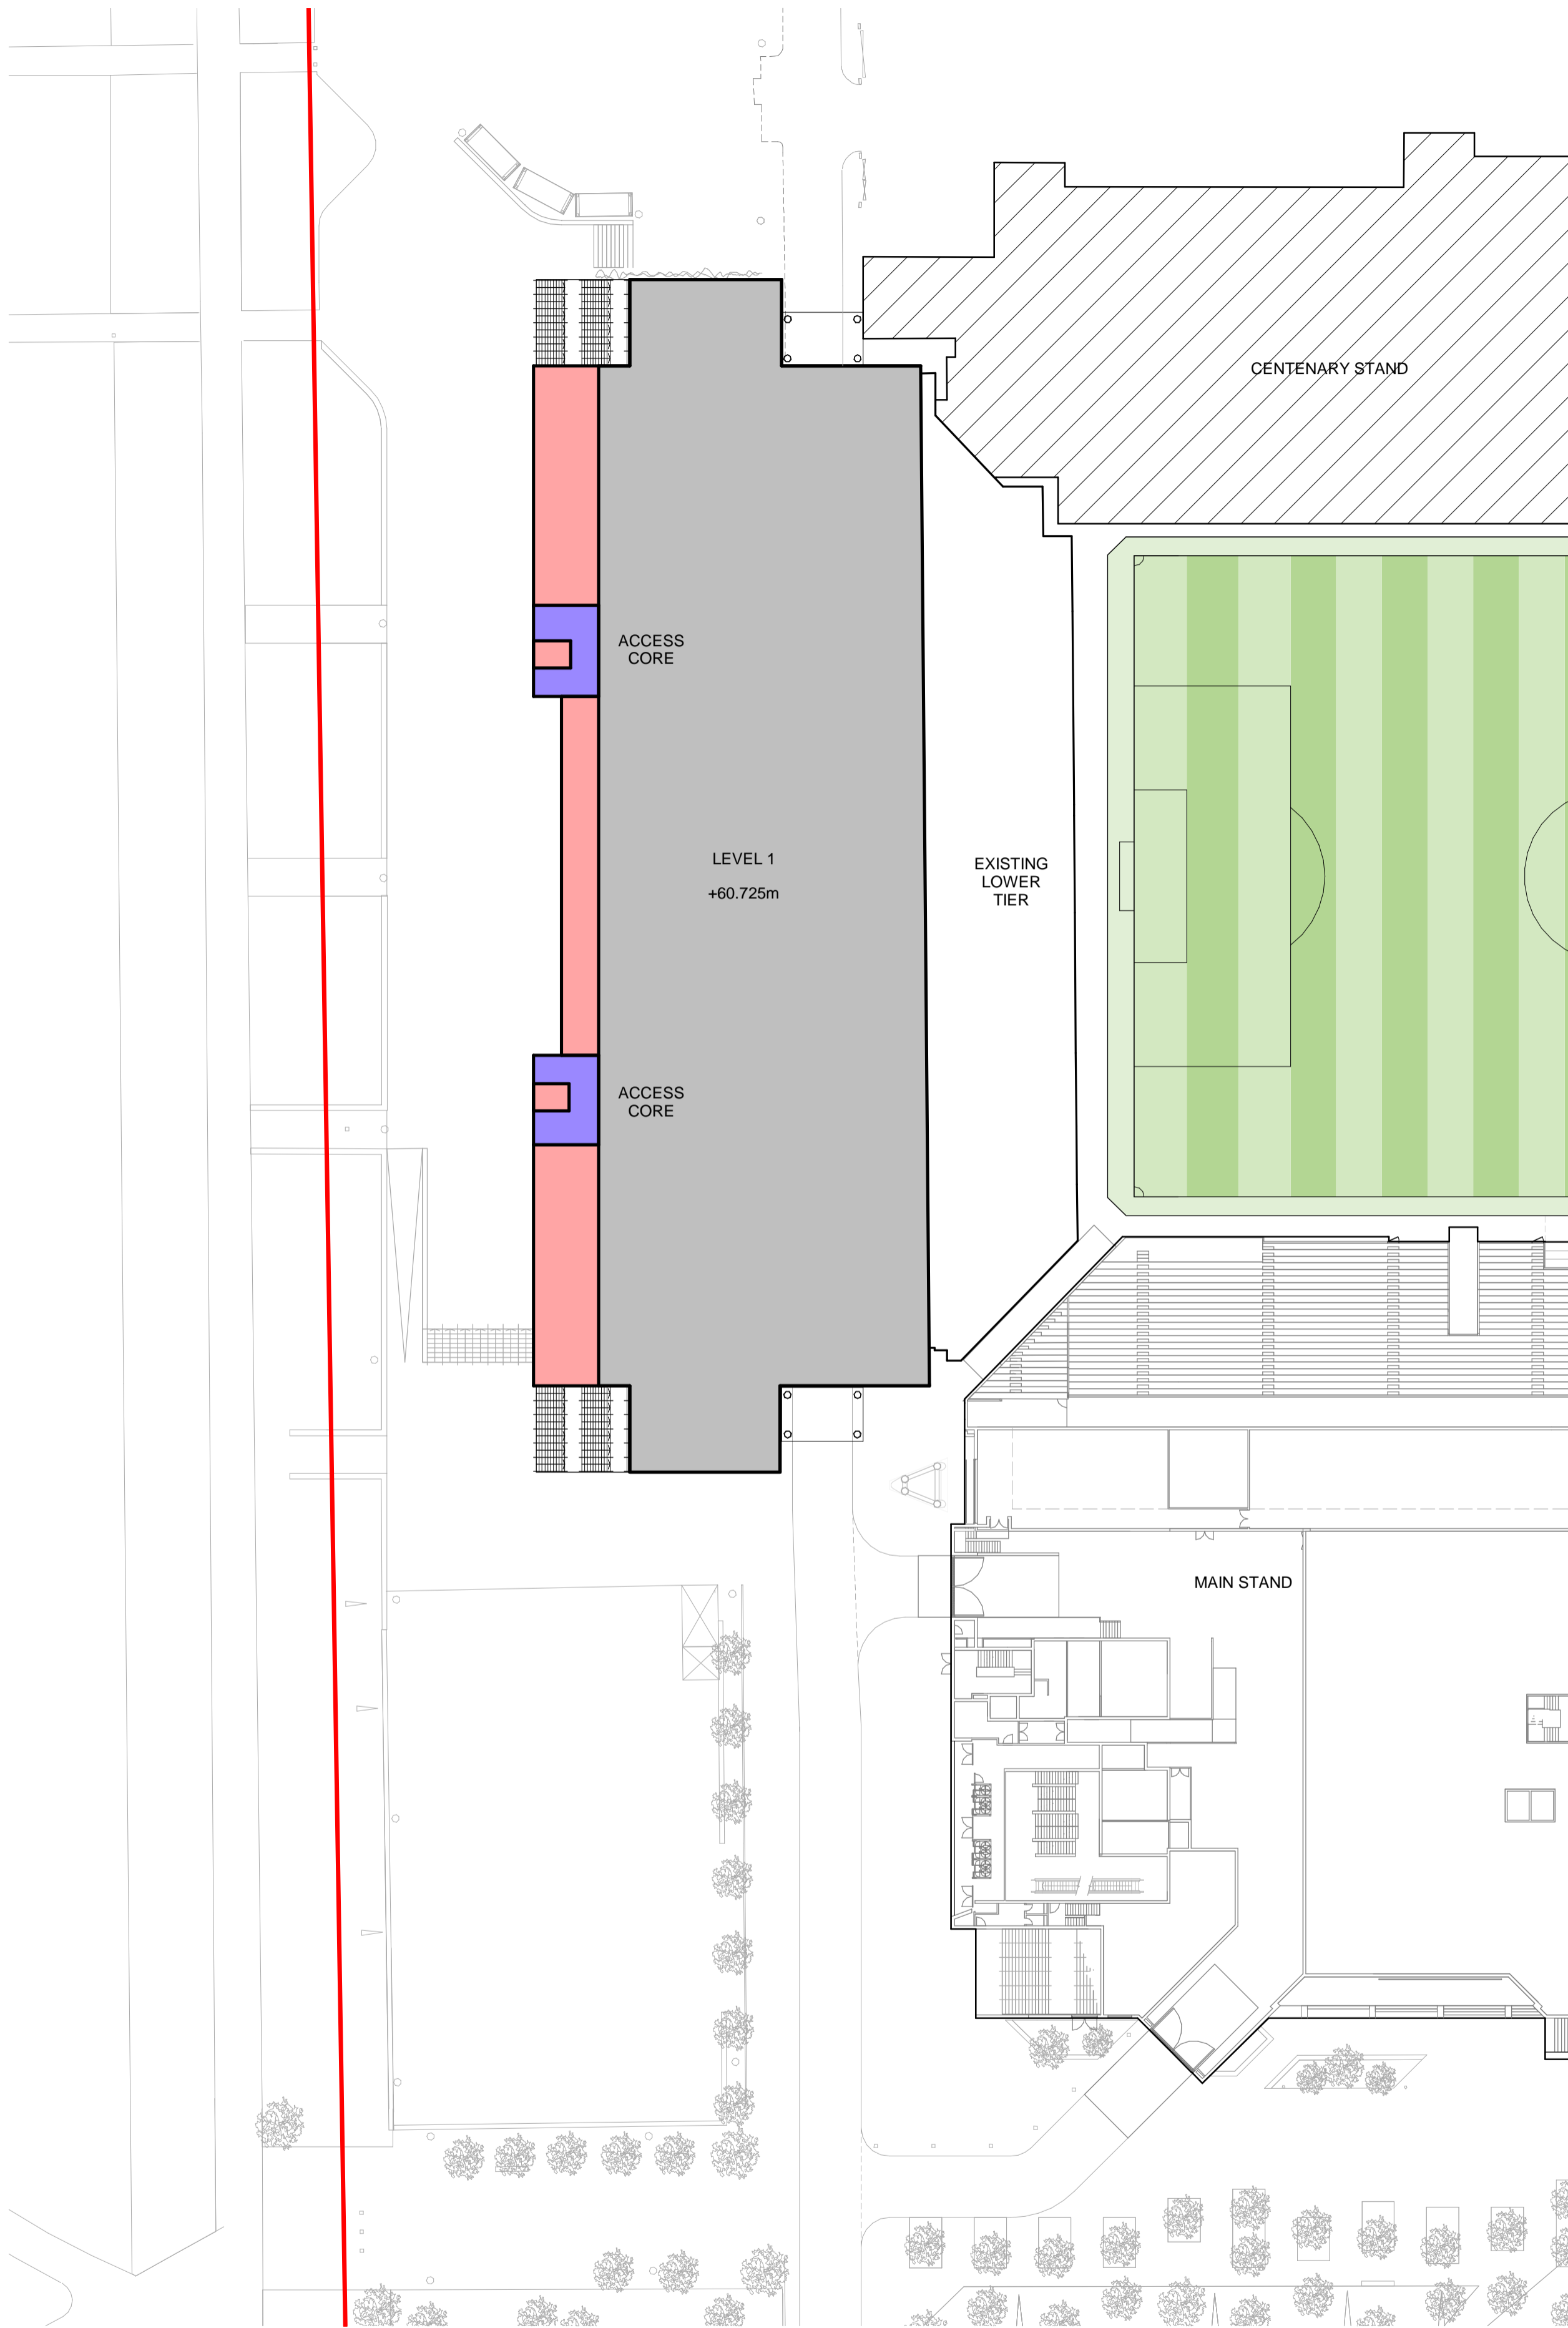 CENTENARY STAND
ACCESS
CORE
LEVEL 1
+60.725m
EXISTING
LOWER
TIER
ACCESS
CORE
MAIN STAND